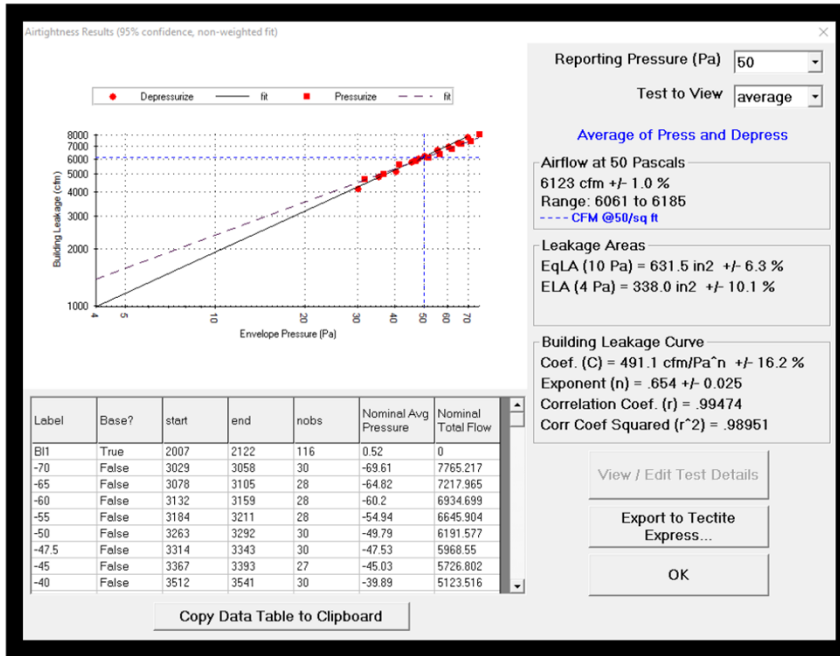 Airtightness Results (95% confidence, non-weighted fit)
Depressurize fit Pressurize fit
8000
7000
6000
5000
4000
3000
2000
1000
Building Leakage (cfm)
4 5 10 20 30 40 50 60 70
Envelope Pressure (Pa)
Reporting Pressure (Pa) 50
Test to View average
Average of Press and Depress
Airflow at 50 Pascals
6123 cfm +/- 1.0 %
Range: 6061 to 6185
---- CFM @50/sq ft
Leakage Areas
EqLA (10 Pa) = 631.5 in2 +/- 6.3 %
ELA (4 Pa) = 338.0 in2 +/- 10.1 %
Building Leakage Curve
Coef. (C) = 491.1 cfm/Pa^n +/- 16.2 %
Exponent (n) = .654 +/- 0.025
Correlation Coef. (r) = .99474
Corr Coef Squared (r^2) = .98951
Label Base? start end nobs Nominal Avg Pressure Nominal Total Flow
Bl1 True 2007 2122 116 0.52 0
-70 False 3029 3058 30 -69.61 7765.217
-65 False 3078 3105 28 -64.82 7217.965
-60 False 3132 3159 28 -60.2 6934.699
-55 False 3184 3211 28 -54.94 6645.904
-50 False 3263 3292 30 -49.79 6191.577
-47.5 False 3314 3343 30 -47.53 5968.55
-45 False 3367 3393 27 -45.03 5726.802
-40 False 3512 3541 30 -39.89 5123.516
View / Edit Test Details
Export to Tectite
Express...
OK
Copy Data Table to Clipboard